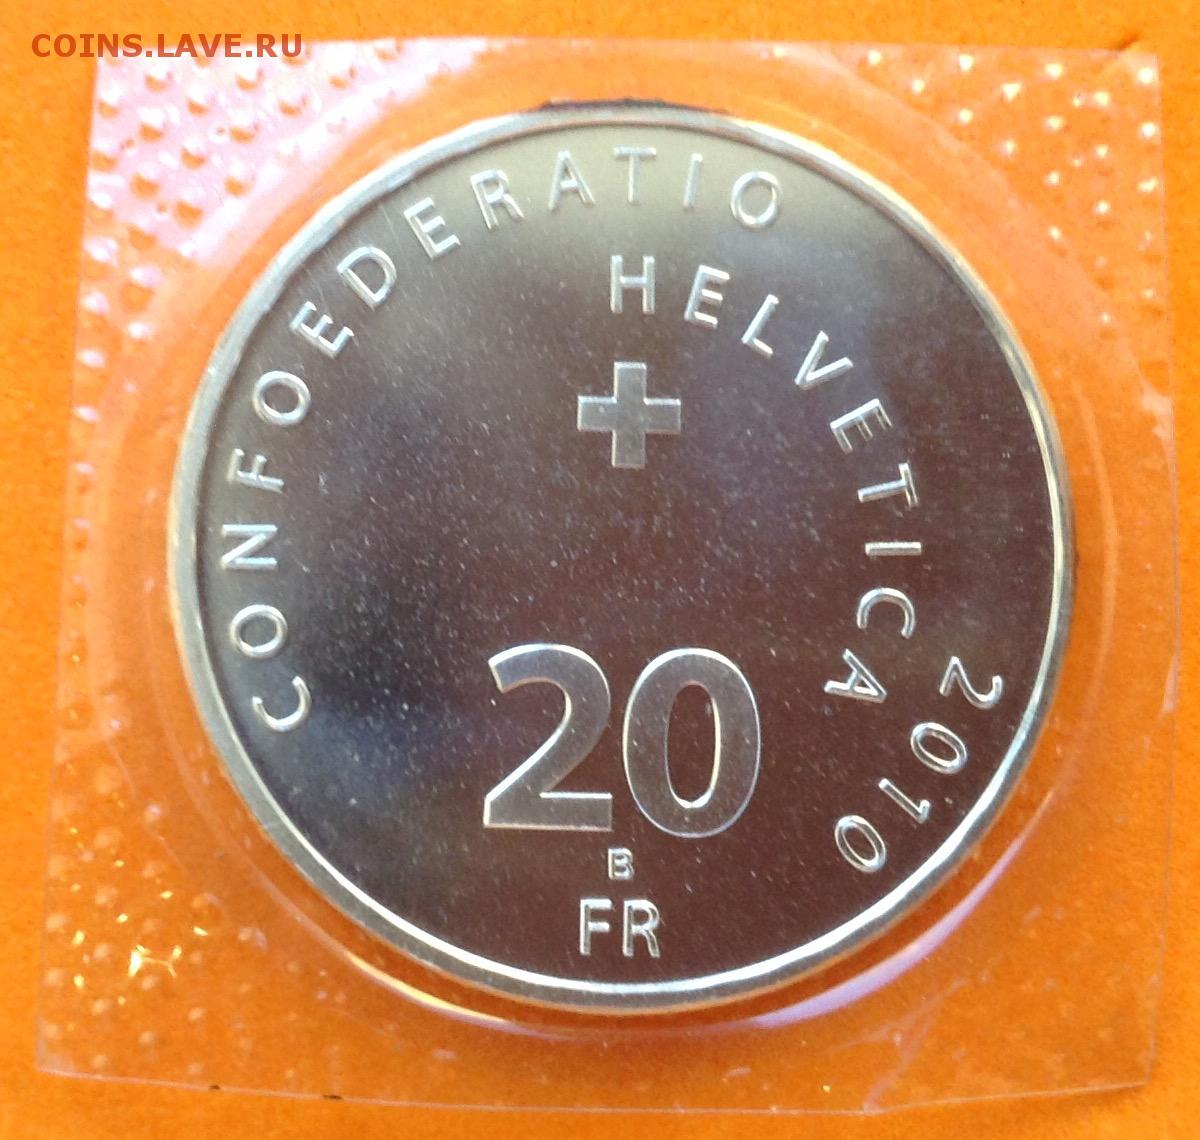 COINS.LAVE.RU
CONFOEDERATIO
HELVETICA
2010
20
B
FR